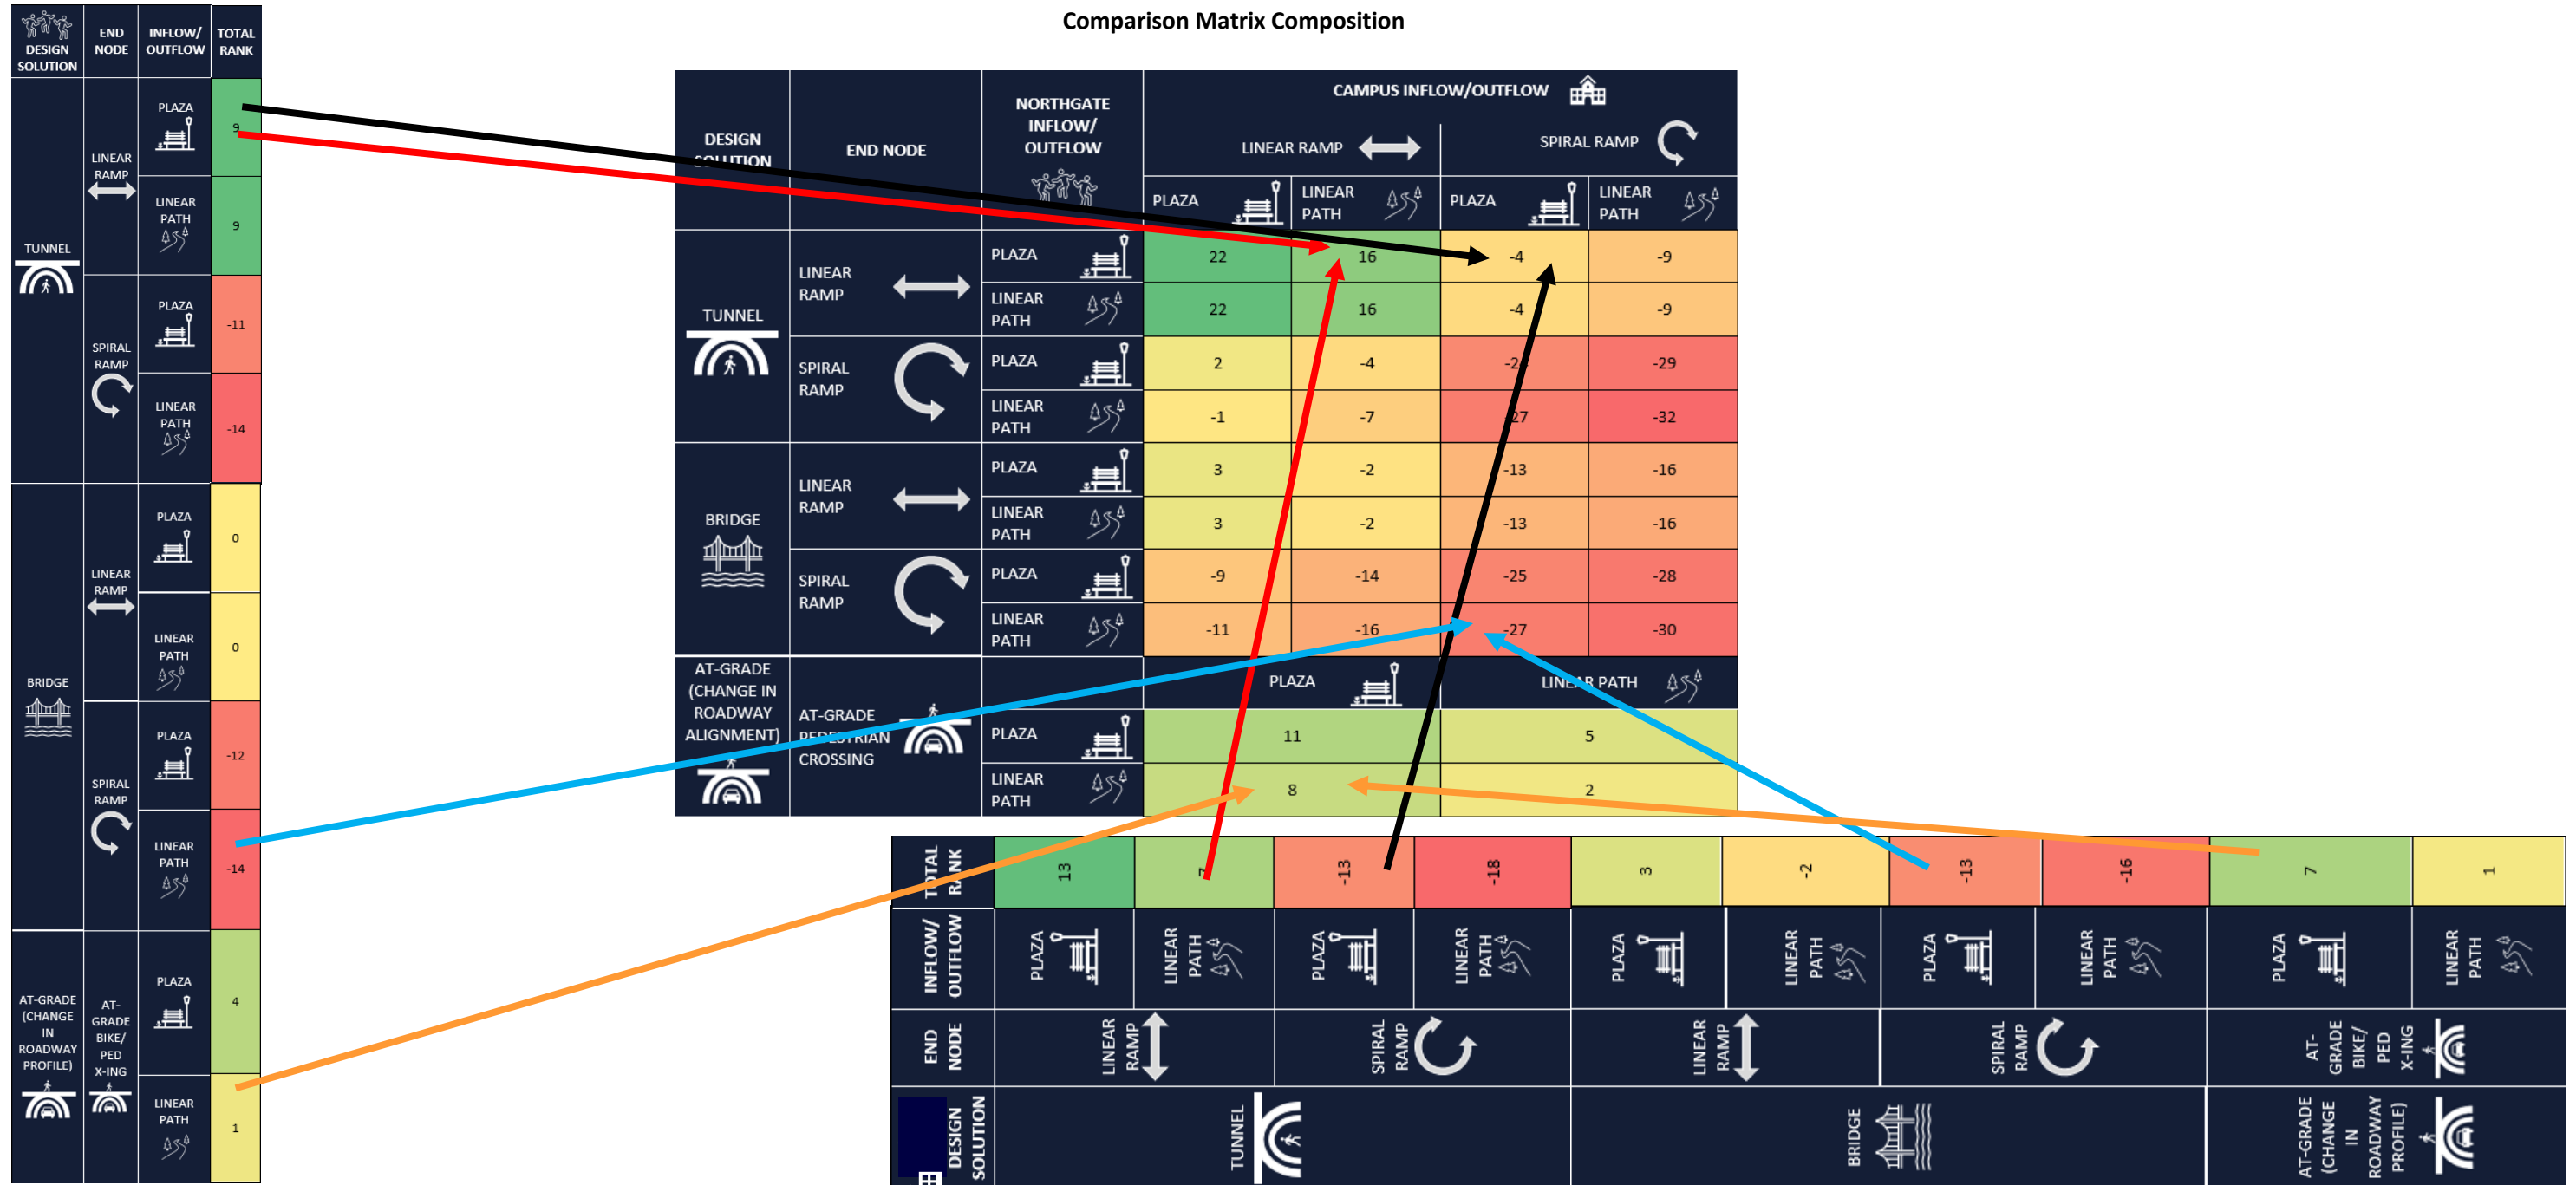 Comparison Matrix Composition
DESIGN
SOLUTION
END
NODE
INFLOW/
OUTFLOW
TOTAL
RANK
TUNNEL
LINEAR
RAMP
PLAZA
9
LINEAR
PATH
9
SPIRAL
RAMP
PLAZA
-11
LINEAR
PATH
-14
BRIDGE
LINEAR
RAMP
PLAZA
0
LINEAR
PATH
0
SPIRAL
RAMP
PLAZA
-12
LINEAR
PATH
-14
AT-GRADE
(CHANGE
IN
ROADWAY
PROFILE)
AT-
GRADE
BIKE/
PED
X-ING
PLAZA
4
LINEAR
PATH
1
DESIGN
SOLUTION
END NODE
NORTHGATE
INFLOW/
OUTFLOW
CAMPUS INFLOW/OUTFLOW
LINEAR RAMP
SPIRAL RAMP
PLAZA
LINEAR
PATH
PLAZA
LINEAR
PATH
TUNNEL
LINEAR
RAMP
PLAZA
22 16 -4 -9
LINEAR
PATH
22 16 -4 -9
SPIRAL
RAMP
PLAZA
2 -4 -24 -29
LINEAR
PATH
-1 -7 -27 -32
BRIDGE
LINEAR
RAMP
PLAZA
3 -2 -13 -16
LINEAR
PATH
3 -2 -13 -16
SPIRAL
RAMP
PLAZA
-9 -14 -25 -28
LINEAR
PATH
-11 -16 -27 -30
AT-GRADE
(CHANGE IN
ROADWAY
ALIGNMENT)
AT-GRADE
PEDESTRIAN
CROSSING
PLAZA
LINEAR PATH
PLAZA
11 5
LINEAR
PATH
8 2
TOTAL
RANK
13 7 -13 -18 3 -2 -13 -16 7 1
INFLOW/
OUTFLOW
PLAZA
LINEAR
PATH
PLAZA
LINEAR
PATH
PLAZA
LINEAR
PATH
PLAZA
LINEAR
PATH
PLAZA
LINEAR
PATH
END
NODE
LINEAR
RAMP
SPIRAL
RAMP
LINEAR
RAMP
SPIRAL
RAMP
AT-
GRADE
BIKE/
PED
X-ING
DESIGN
SOLUTION
TUNNEL
BRIDGE
AT-GRADE
(CHANGE
IN
ROADWAY
PROFILE)